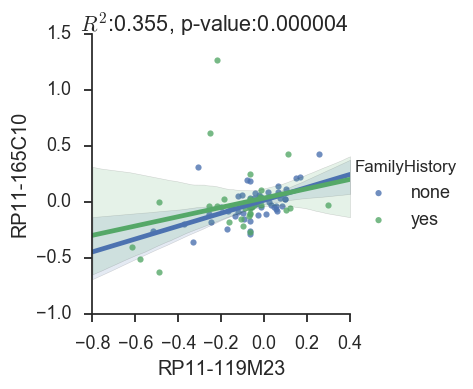 R²:0.355, p-value:0.000004
1.5
1.0
0.5
0.0
−0.5
−1.0
RP11-165C10
−0.8 −0.6 −0.4 −0.2 0.0 0.2 0.4
RP11-119M23
FamilyHistory
none
yes